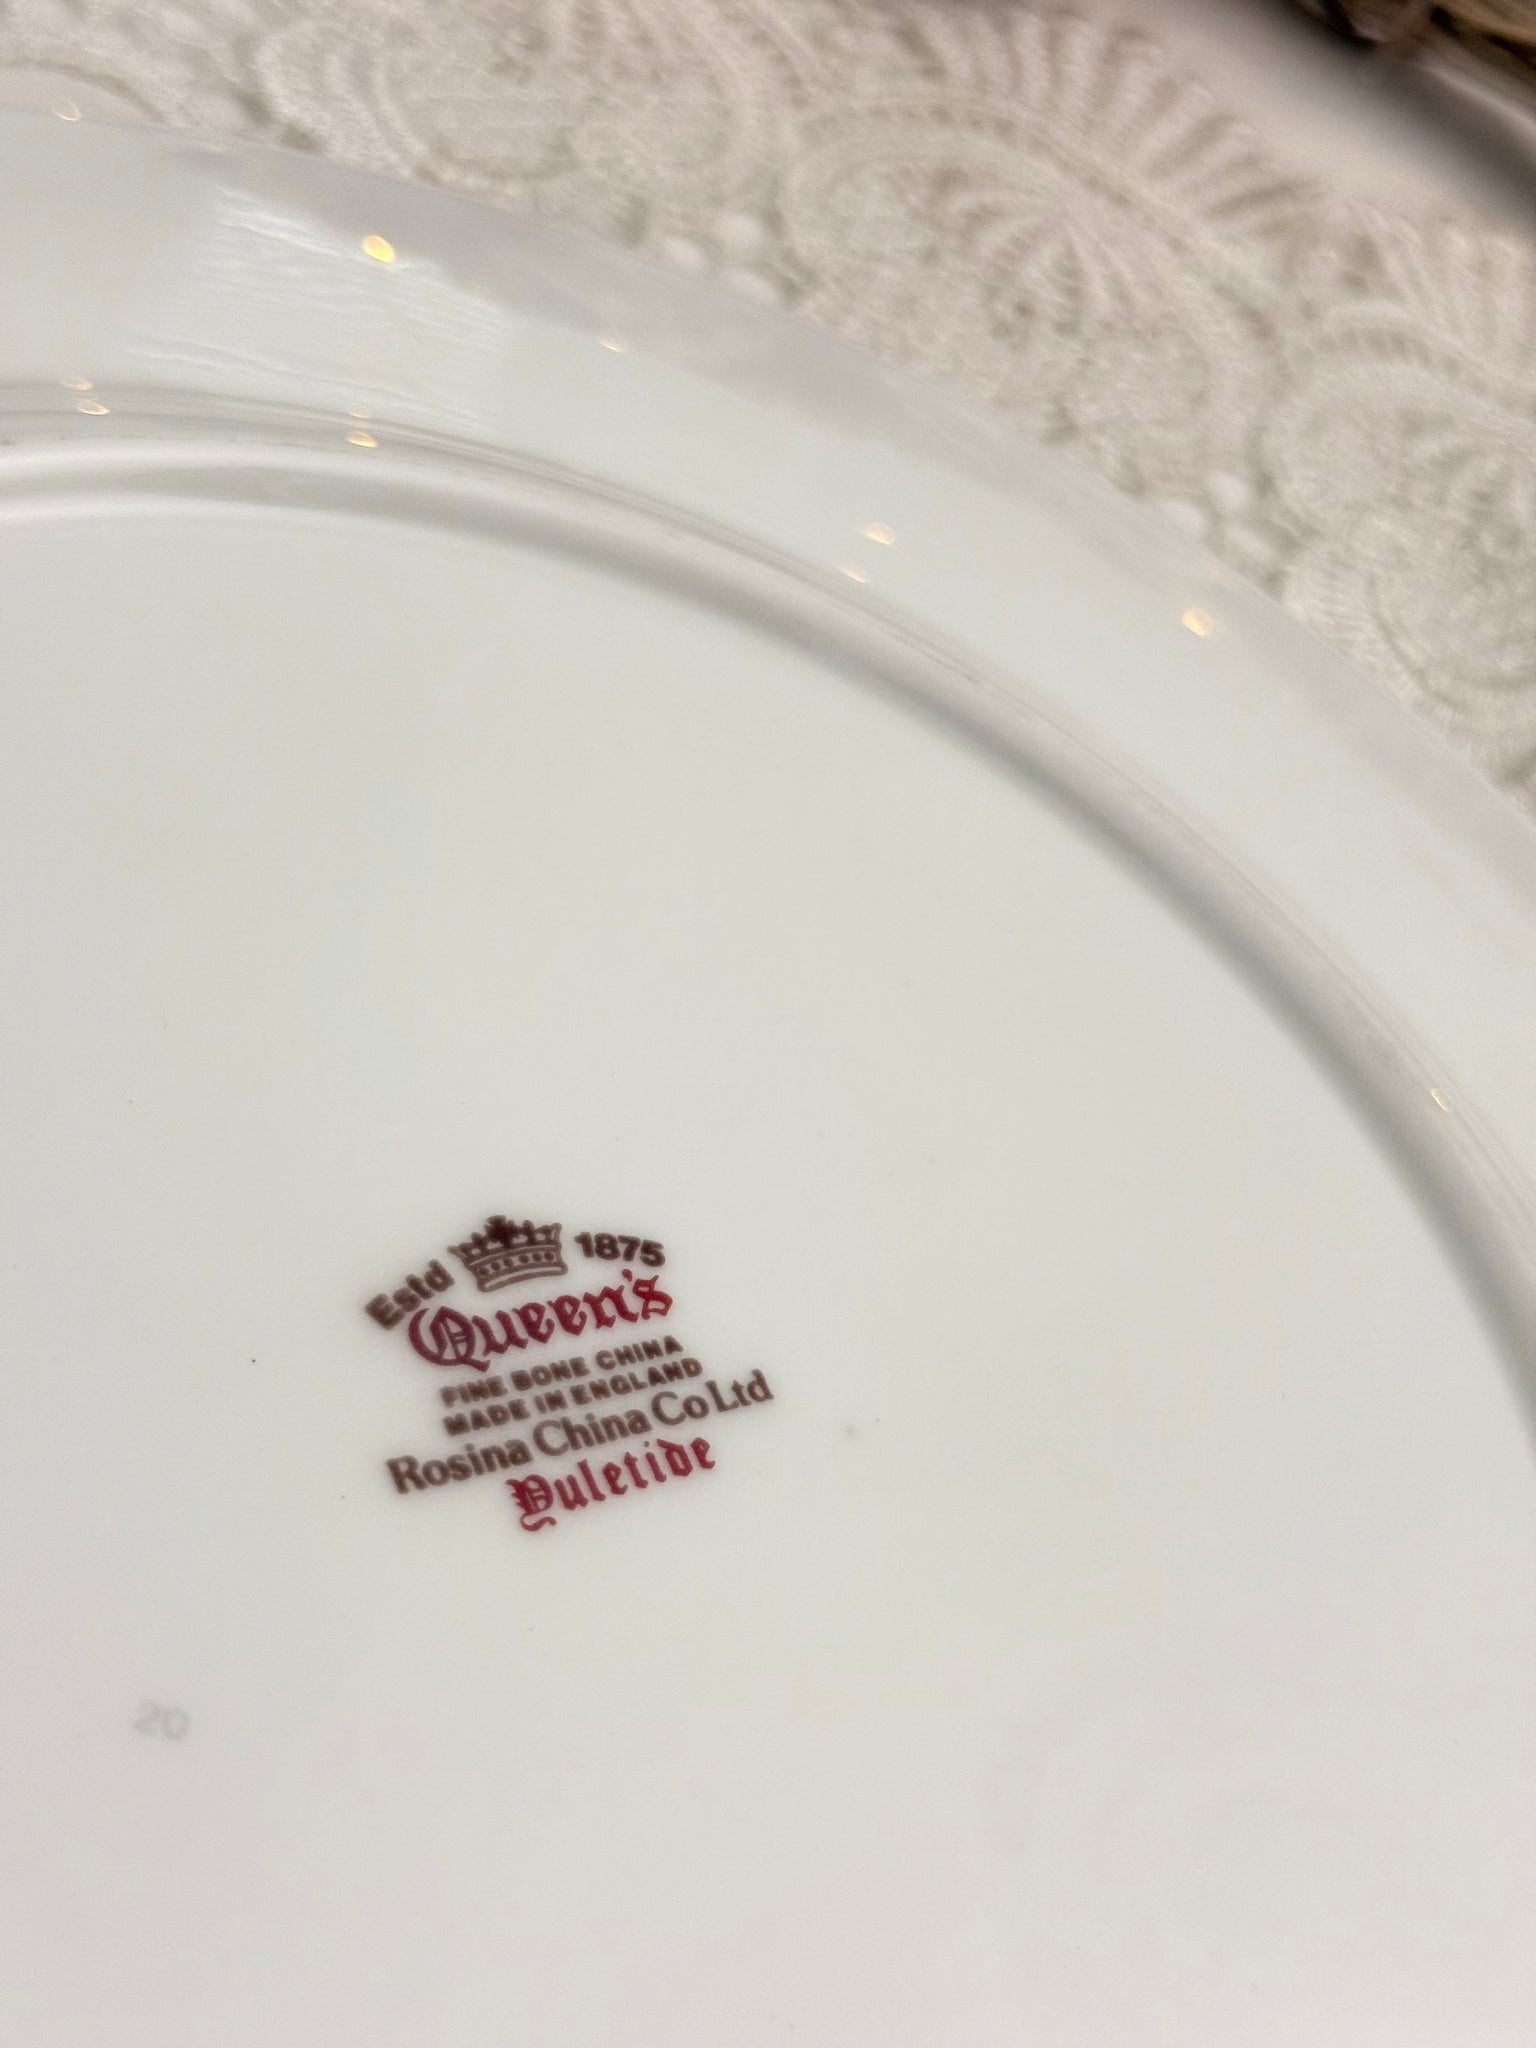 Estd 1875
Queen's
FINE BONE CHINA
MADE IN ENGLAND
Rosina China Co Ltd
Yuletide
20